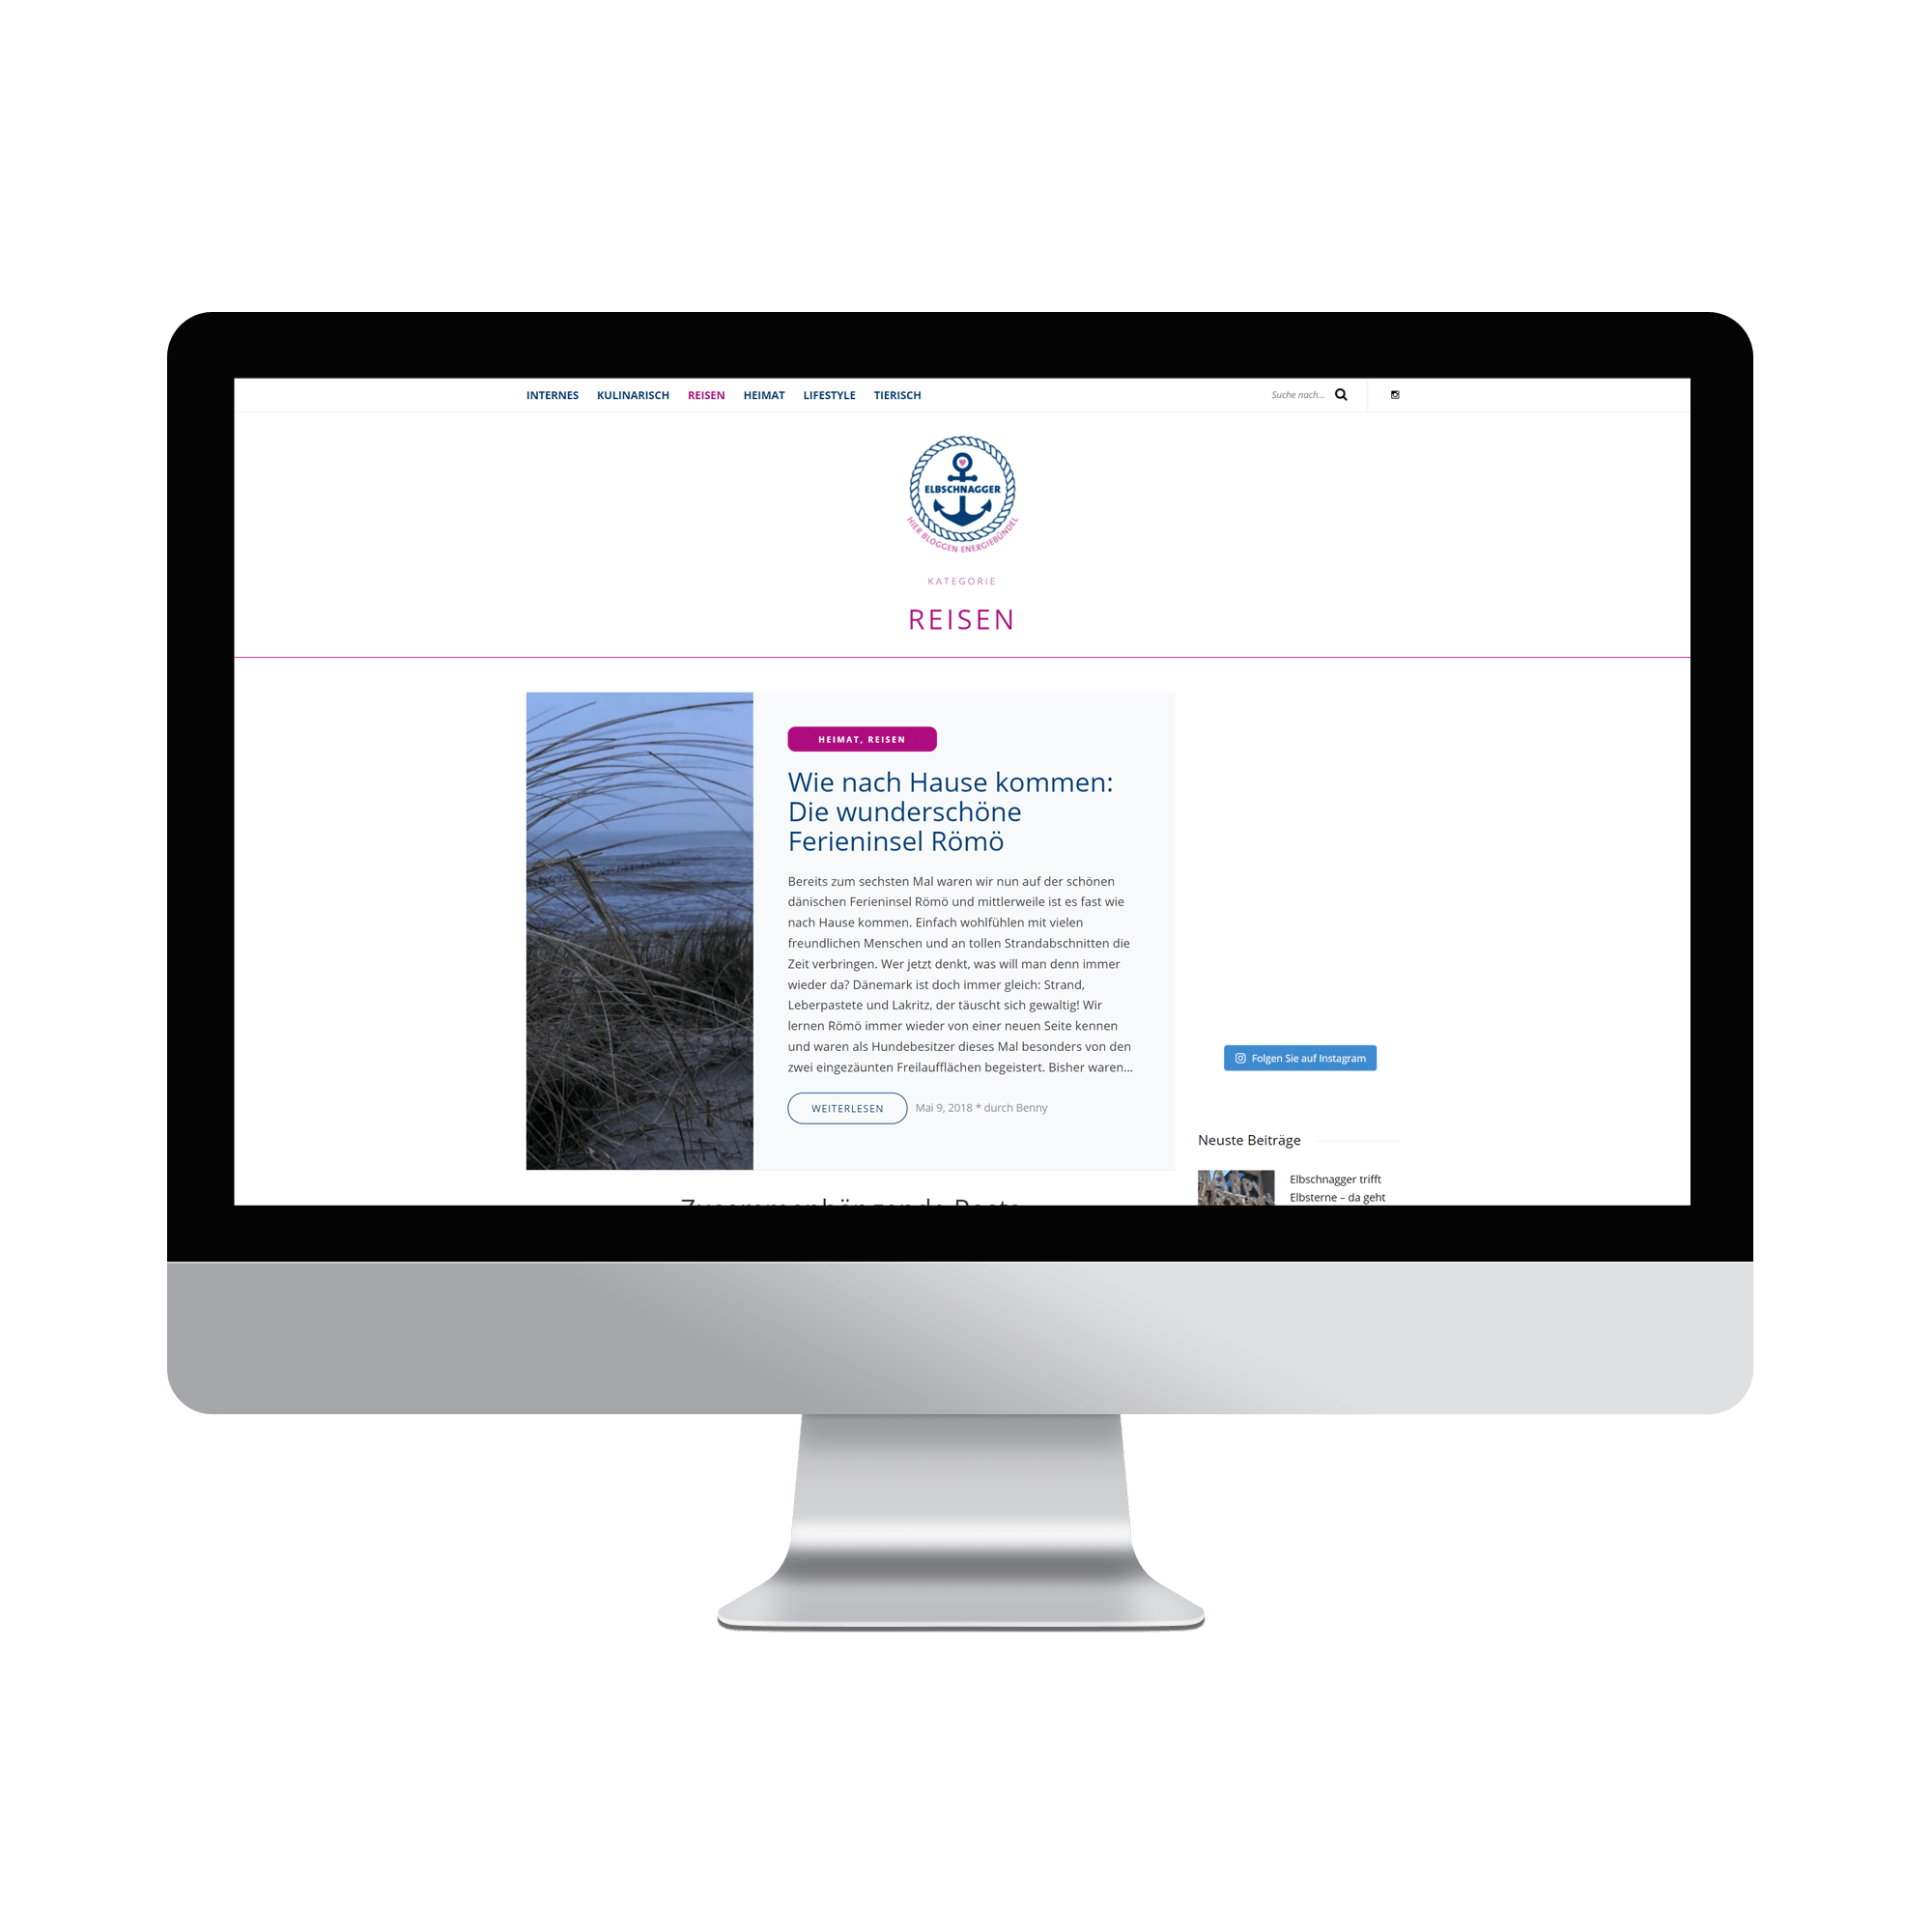 INTERNES KULINARISCH REISEN HEIMAT LIFESTYLE TIERISCH
Suche nach...
ELBSCHNAGGER
HIER BLOGGEN ENERGIEBÜNDEL
KATEGORIE
REISEN
HEIMAT, REISEN
Wie nach Hause kommen:
Die wunderschöne
Ferieninsel Römö
Bereits zum sechsten Mal waren wir nun auf der schönen
dänischen Ferieninsel Römö und mittlerweile ist es fast wie
nach Hause kommen. Einfach wohlfühlen mit vielen
freundlichen Menschen und an tollen Strandabschnitten die
Zeit verbringen. Wer jetzt denkt, was will man denn immer
wieder da? Dänemark ist doch immer gleich: Strand,
Leberpastete und Lakritz, der täuscht sich gewaltig! Wir
lernen Römö immer wieder von einer neuen Seite kennen
und waren als Hundebesitzer dieses Mal besonders von den
zwei eingezäunten Freilaufflächen begeistert. Bisher waren...
WEITERLESEN Mai 9, 2018 * durch Benny
Folgen Sie auf Instagram
Neuste Beiträge
Elbschnagger trifft
Elbsterne – da geht
Zusammenhängende Posts